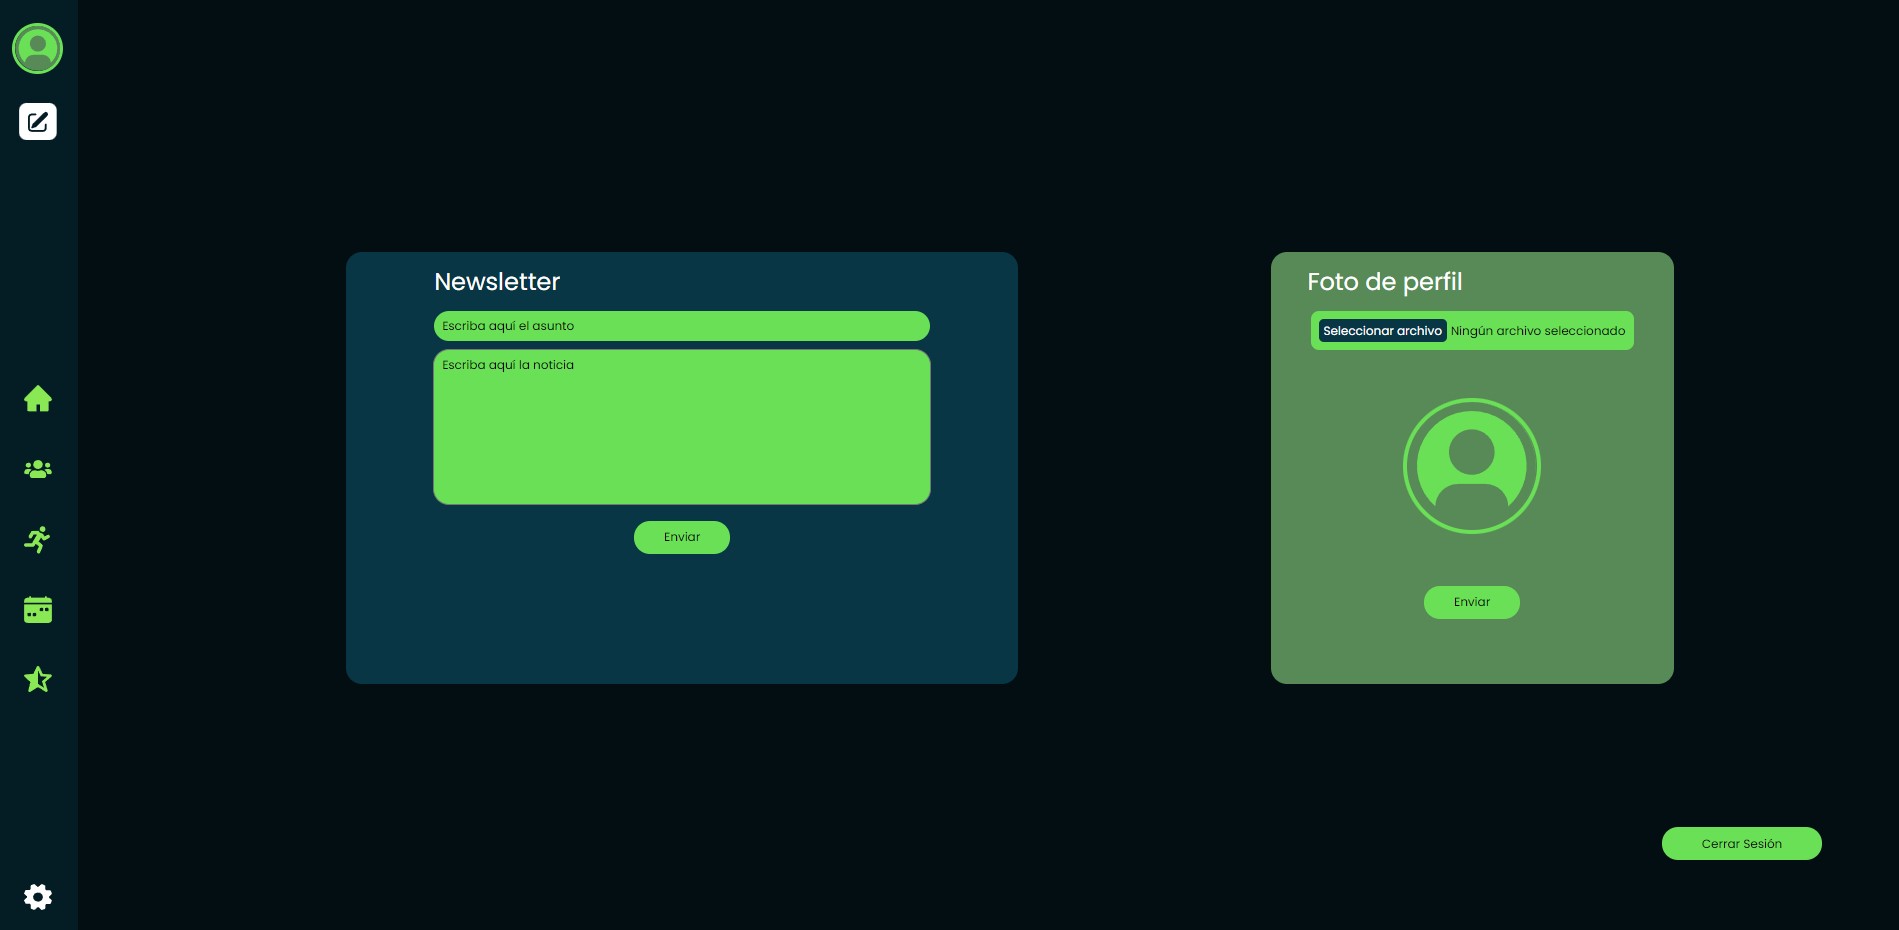 Newsletter
Escriba aquí el asunto
Escriba aquí la noticia
Enviar
Foto de perfil
Seleccionar archivo Ningún archivo seleccionado
Enviar
Cerrar Sesión